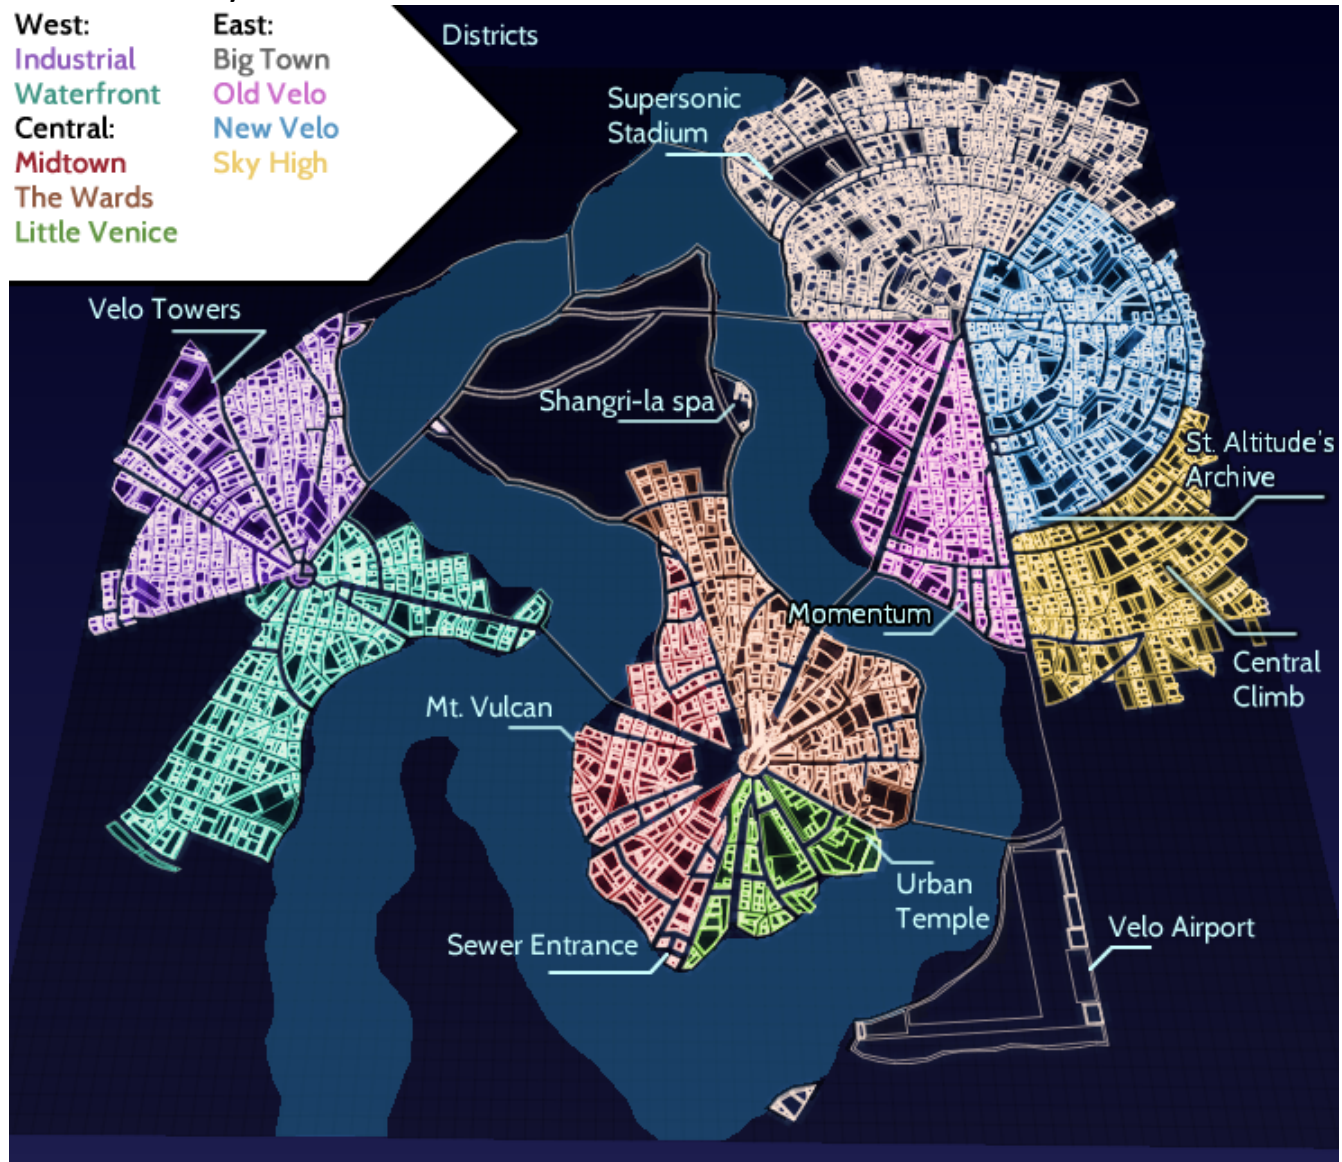 West:
Industrial
Waterfront
Central:
Midtown
The Wards
Little Venice
East:
Big Town
Old Velo
New Velo
Sky High
Districts
Supersonic
Stadium
Velo Towers
Shangri-la spa
St. Altitude's
Archive
Momentum
Central
Climb
Mt. Vulcan
Urban
Temple
Sewer Entrance
Velo Airport